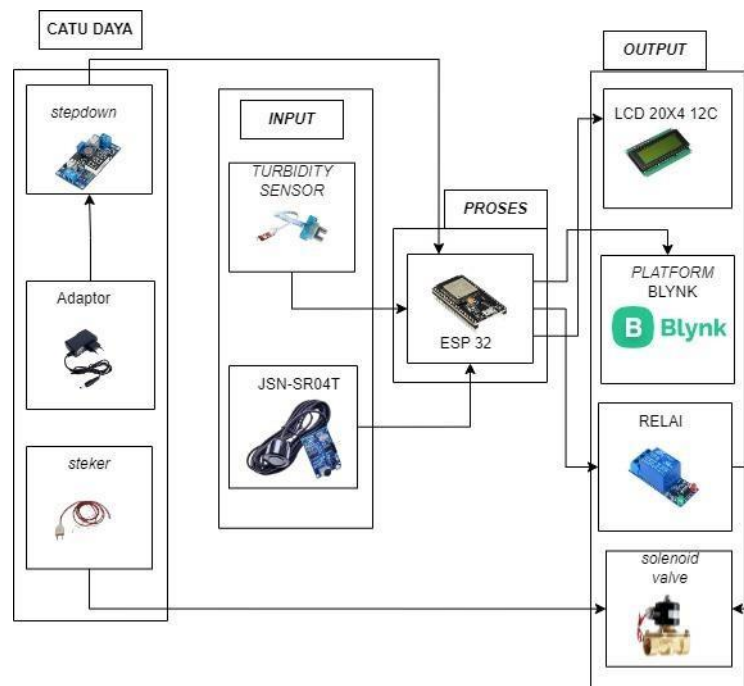 CATU DAYA
stepdown
Adaptor
steker
INPUT
TURBIDITY
SENSOR
JSN-SR04T
PROSES
ESP 32
OUTPUT
LCD 20X4 12C
PLATFORM
BLYNK
B Blynk
RELAI
solenoid
valve